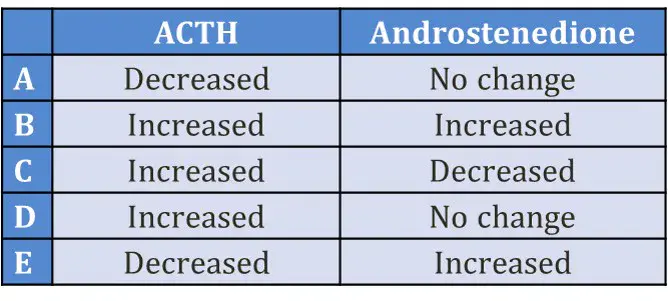 ACTH Androstenedione
A Decreased No change
B Increased Increased
C Increased Decreased
D Increased No change
E Decreased Increased